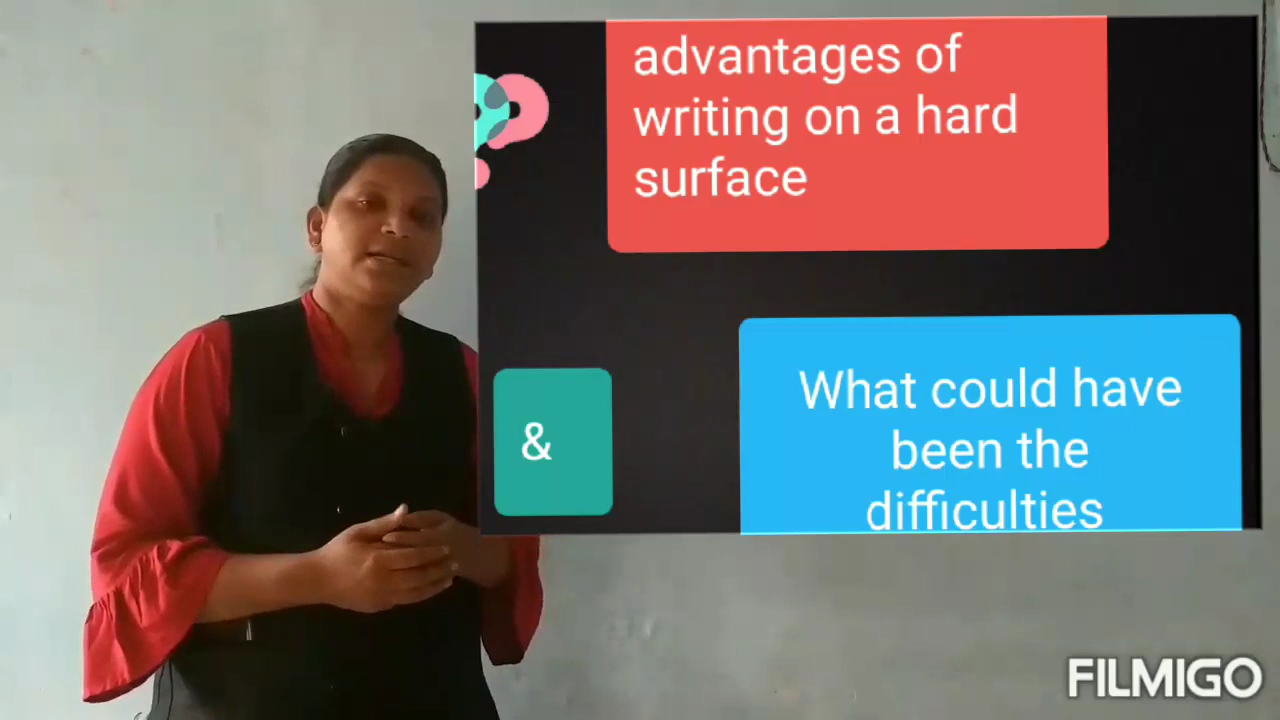 advantages of
writing on a hard
surface
&
What could have
been the
difficulties
FILMIGO